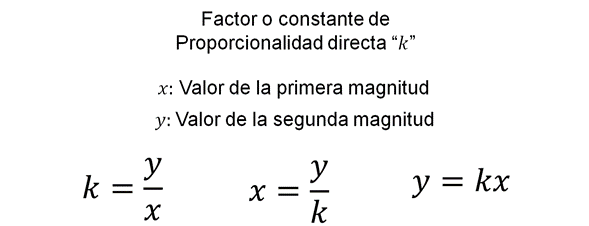 Factor o constante de
Proporcionalidad directa “k”
x: Valor de la primera magnitud
y: Valor de la segunda magnitud
k = y/x x = y/k y = kx